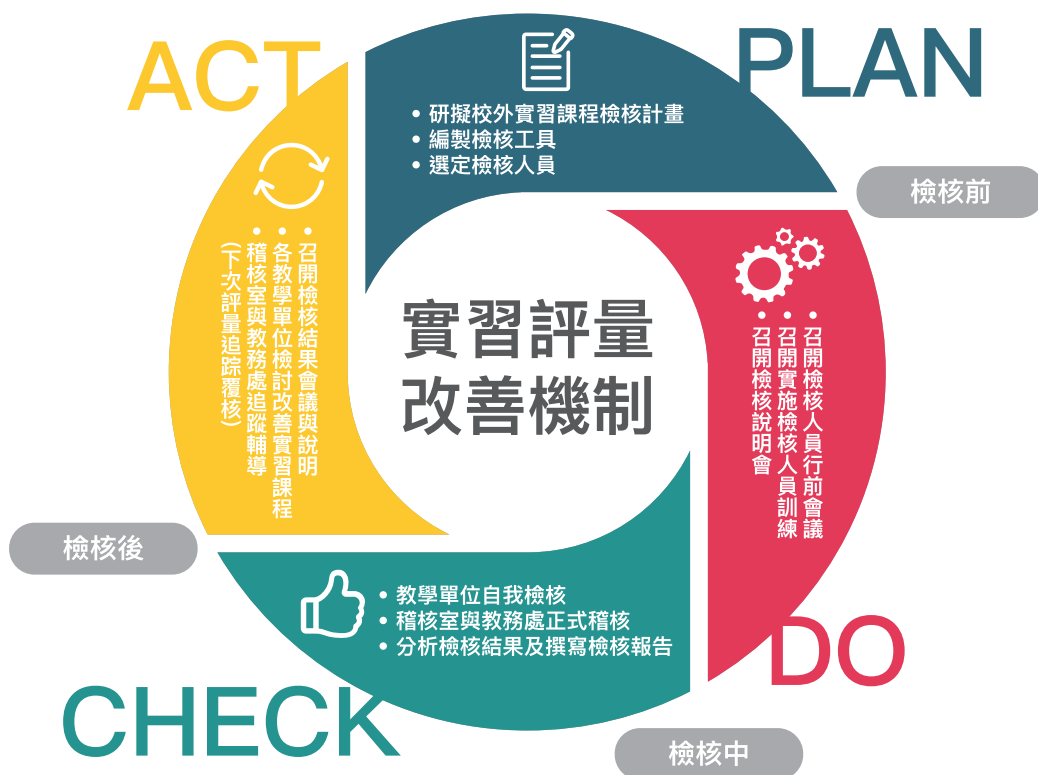 PLAN
• 研擬校外實習課程檢核計畫
• 編製檢核工具
• 選定檢核人員
檢核前
DO
• 召開檢核人員行前會議
• 召開實施檢核人員訓練
• 召開檢核說明會
檢核中
CHECK
• 教學單位自我檢核
• 稽核室與教務處正式稽核
• 分析檢核結果及撰寫檢核報告
檢核後
ACT
• 召開檢核結果會議與說明
• 各教學單位檢討改善實習課程
• 稽核室與教務處追蹤輔導
(下次評量追踪覆核)
實習評量
改善機制